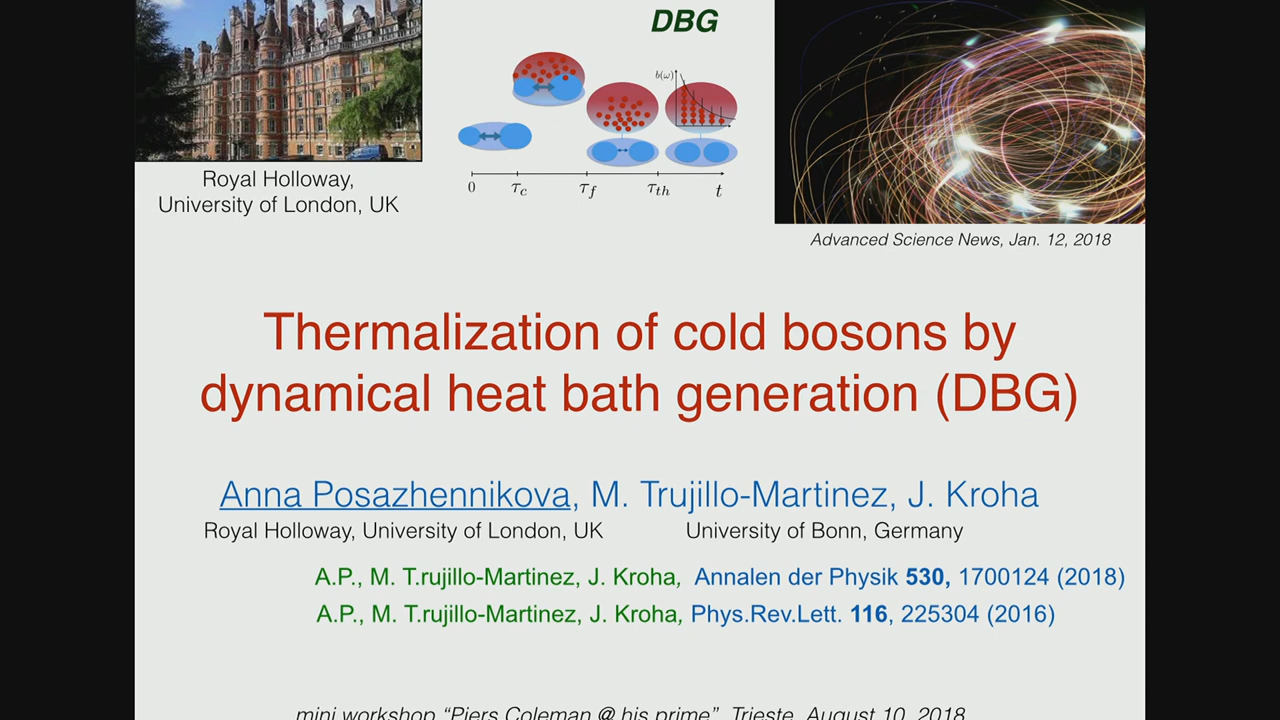 DBG
b(ω)
0 τc τf τth t
Royal Holloway,
University of London, UK
Advanced Science News, Jan. 12, 2018
Thermalization of cold bosons by
dynamical heat bath generation (DBG)
Anna Posazhennikova, M. Trujillo-Martinez, J. Kroha
Royal Holloway, University of London, UK University of Bonn, Germany
A.P., M. T.rujillo-Martinez, J. Kroha, Annalen der Physik 530, 1700124 (2018)
A.P., M. T.rujillo-Martinez, J. Kroha, Phys.Rev.Lett. 116, 225304 (2016)
mini workshop “Piers Coleman @ his prime”, Trieste, August 10, 2018